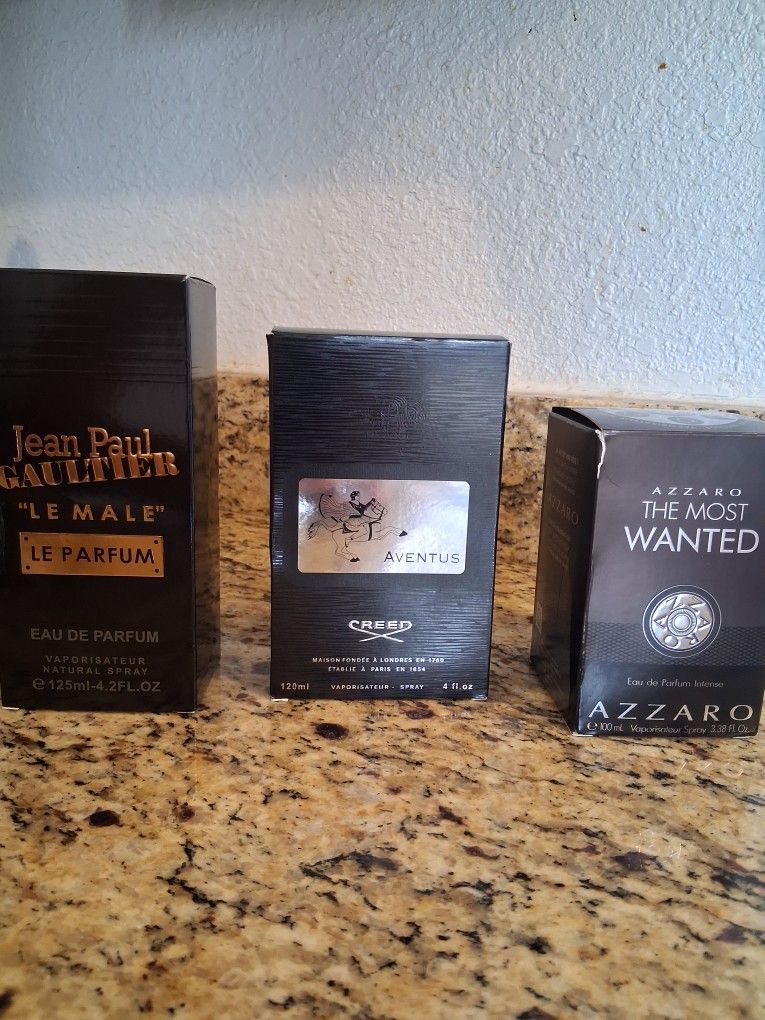 Jean Paul
GAULTIER
"LE MALE"
LE PARFUM
EAU DE PARFUM
VAPORISATEUR
NATURAL SPRAY
℮125ml-4.2FL.OZ
AVENTUS
CREED
MAISON FONDÉE À LONDRES EN 1760
ÉTABLIE À PARIS EN 1854
120ml VAPORISATEUR - SPRAY 4 fl.oz
AZZARO
AZZARO
THE MOST
WANTED
Eau de Parfum Intense
AZZARO
℮100 mL Vaporisateur Spray 3.38 fl. Oz.